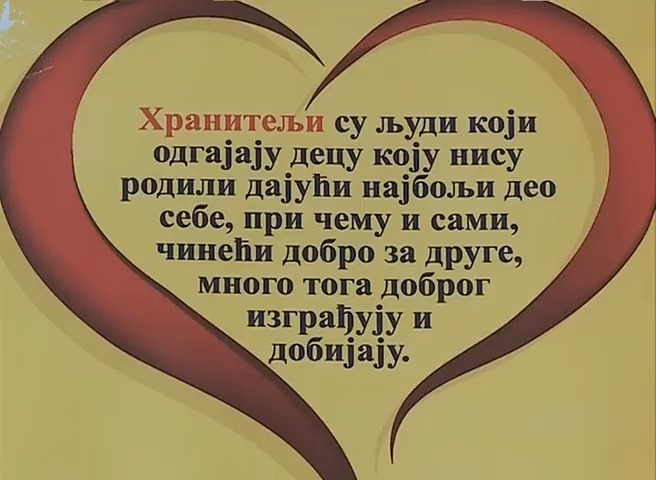 Хранитељи су људи који
одгајају децу коју нису
родили дајући најбољи део
себе, при чему и сами,
чинећи добро за друге,
много тога доброг
изграђују и
добијају.